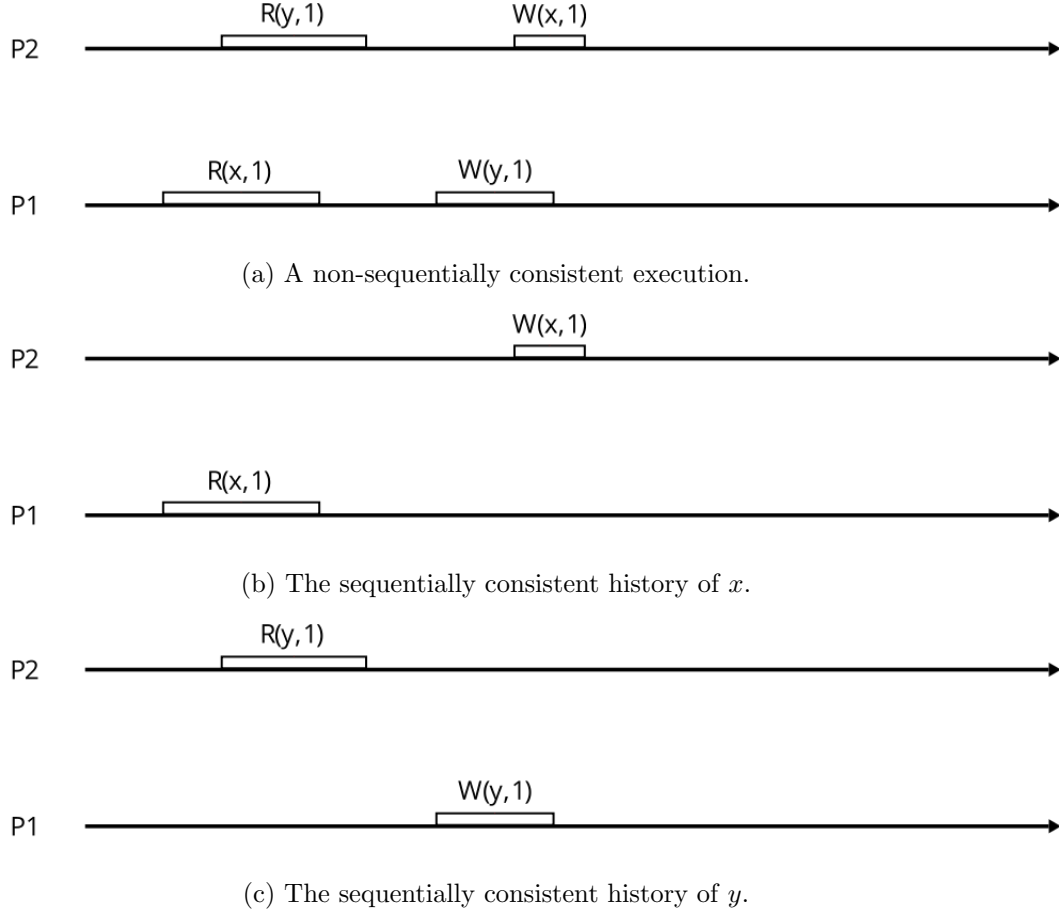 R(y,1) W(x,1)
P2
R(x,1) W(y,1)
P1
(a) A non-sequentially consistent execution.
W(x,1)
P2
R(x,1)
P1
(b) The sequentially consistent history of x.
R(y,1)
P2
W(y,1)
P1
(c) The sequentially consistent history of y.